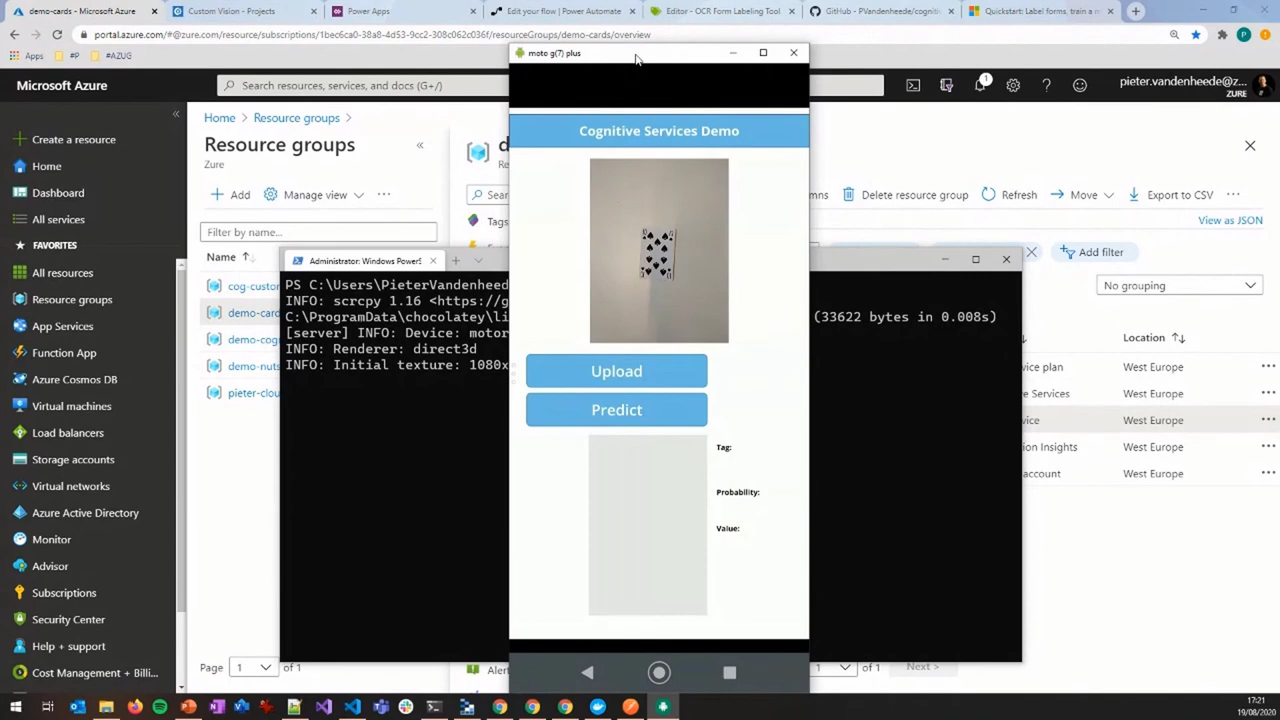 demo-cards - Microsoft Azure
Custom Vision - Projects
Power Apps
Edit your flow | Power Automate
Editor - OCR Form Labeling Tool
GitHub - PVandenheede/cogniti
Quickstart: Label forms, train a m
portal.azure.com/#@zure.com/resource/subscriptions/1bec6ca0-38a8-4d53-9cc2-308c062c036f/resourceGroups/demo-cards/overview
Apps
#P
#AZUG
moto g(7) plus
Microsoft Azure
Search resources, services, and docs (G+/)
1
pieter.vandenheede@z...
ZURE
Create a resource
Home
Dashboard
All services
FAVORITES
All resources
Resource groups
App Services
Function App
Azure Cosmos DB
Virtual machines
Load balancers
Storage accounts
Virtual networks
Azure Active Directory
Monitor
Advisor
Subscriptions
Security Center
Help + support
Cost Management + Billi...
Home
Resource groups
Resource groups
Zure
Add
Manage view
Filter by name...
Name
cog-custom
demo-card
demo-cog
demo-nuts
pieter-clou
Page
1
of 1
Delete resource group
Refresh
Move
Export to CSV
View as JSON
Tags
Add filter
No grouping
Location
West Europe
West Europe
West Europe
West Europe
West Europe
of 1
Next >
Administrator: Windows PowerS
PS C:\Users\PieterVandenheed
INFO: scrcpy 1.16 <https://g
C:\ProgramData\chocolatey\li
(33622 bytes in 0.008s)
[server] INFO: Device: motor
INFO: Renderer: direct3d
INFO: Initial texture: 1080x
Cognitive Services Demo
Upload
Predict
Tag:
Probability:
Value:
17:21
19/08/2020